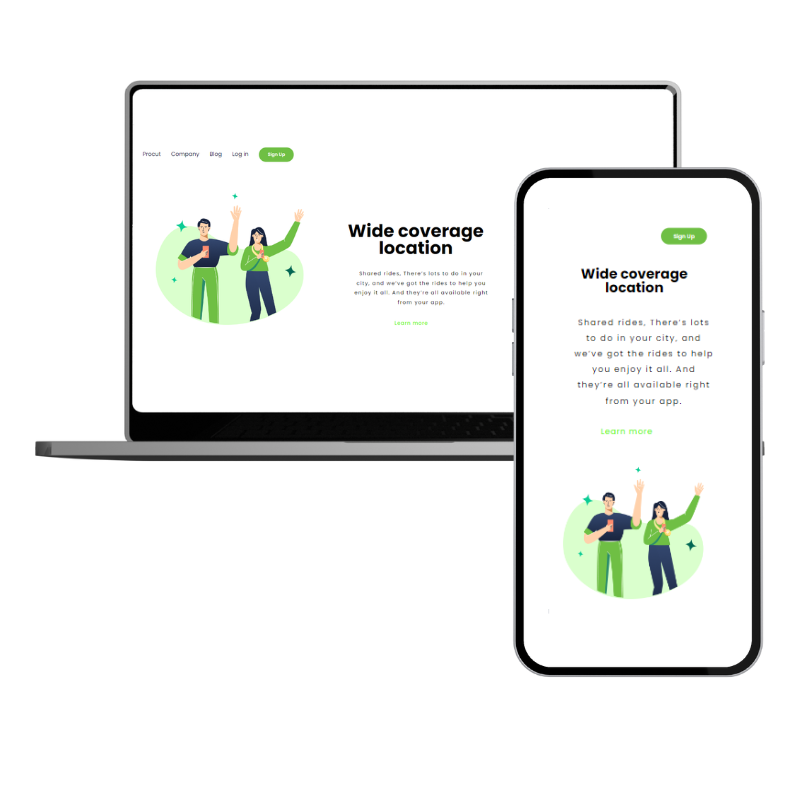 Procut Company Blog Log in Sign Up
Wide coverage
location
Shared rides, There's lots to do in your
city, and we've got the rides to help you
enjoy it all. And they're all available right
from your app.
Learn more
Sign Up
Wide coverage
location
Shared rides, There's lots
to do in your city, and
we've got the rides to help
you enjoy it all. And
they're all available right
from your app.
Learn more